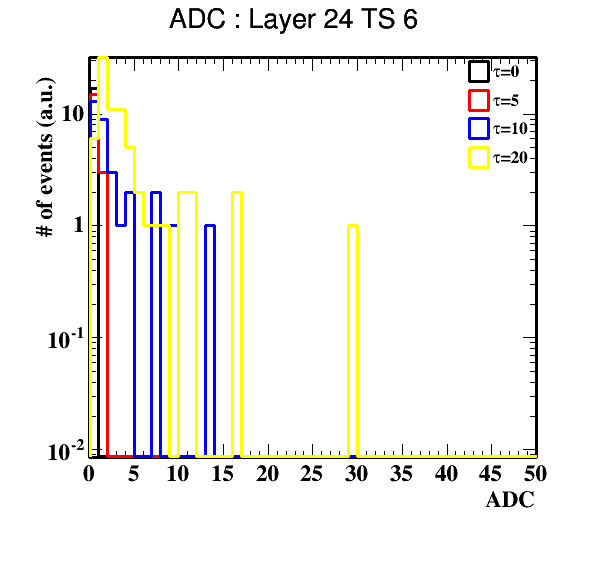 ADC : Layer 24 TS 6
# of events (a.u.)
10
1
10-1
10-2
τ=0
τ=5
τ=10
τ=20
0 5 10 15 20 25 30 35 40 45 50
ADC